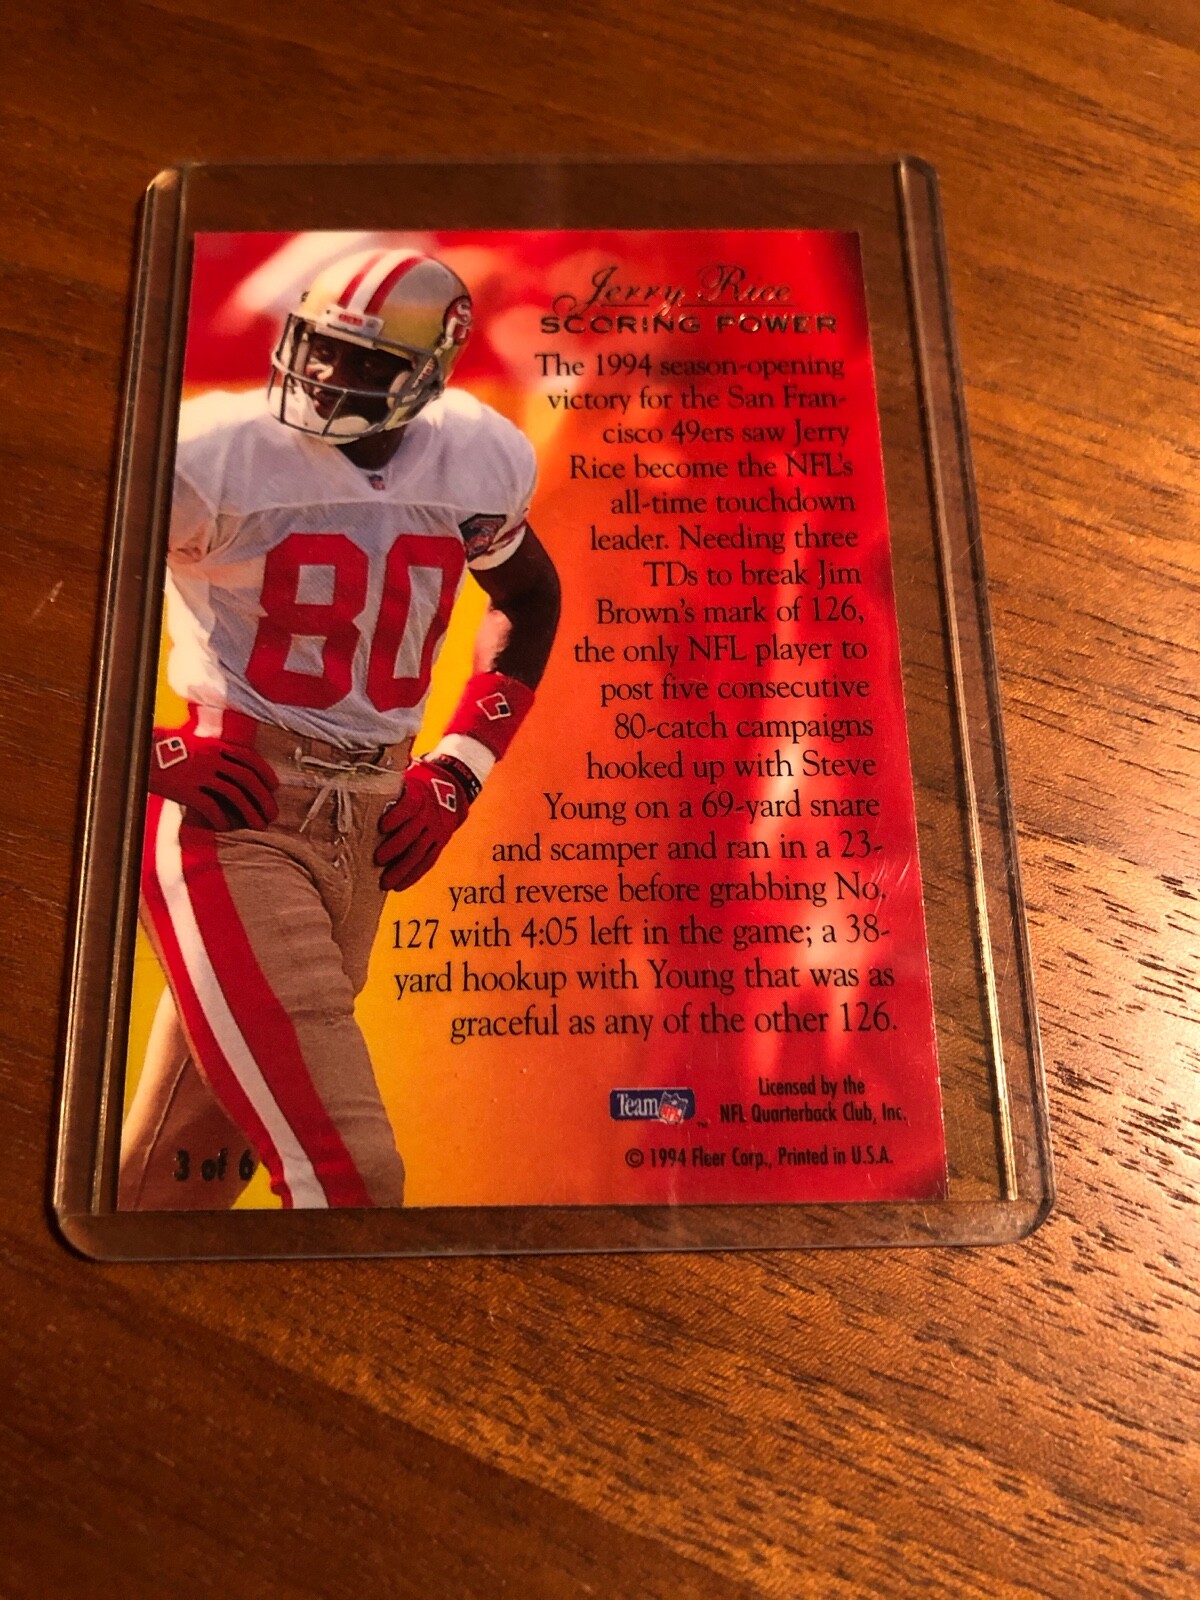 Jerry Rice
SCORING POWER
The 1994 season-opening
victory for the San Fran-
cisco 49ers saw Jerry
Rice become the NFL's
all-time touchdown
leader. Needing three
TDs to break Jim
Brown's mark of 126,
the only NFL player to
post five consecutive
80-catch campaigns
hooked up with Steve
Young on a 69-yard snare
and scamper and ran in a 23-
yard reverse before grabbing No.
127 with 4:05 left in the game; a 38-
yard hookup with Young that was as
graceful as any of the other 126.
Team NFL™
Licensed by the
NFL Quarterback Club, Inc.
© 1994 Fleer Corp., Printed in U.S.A.
3 of 6
80
49ERS
SF